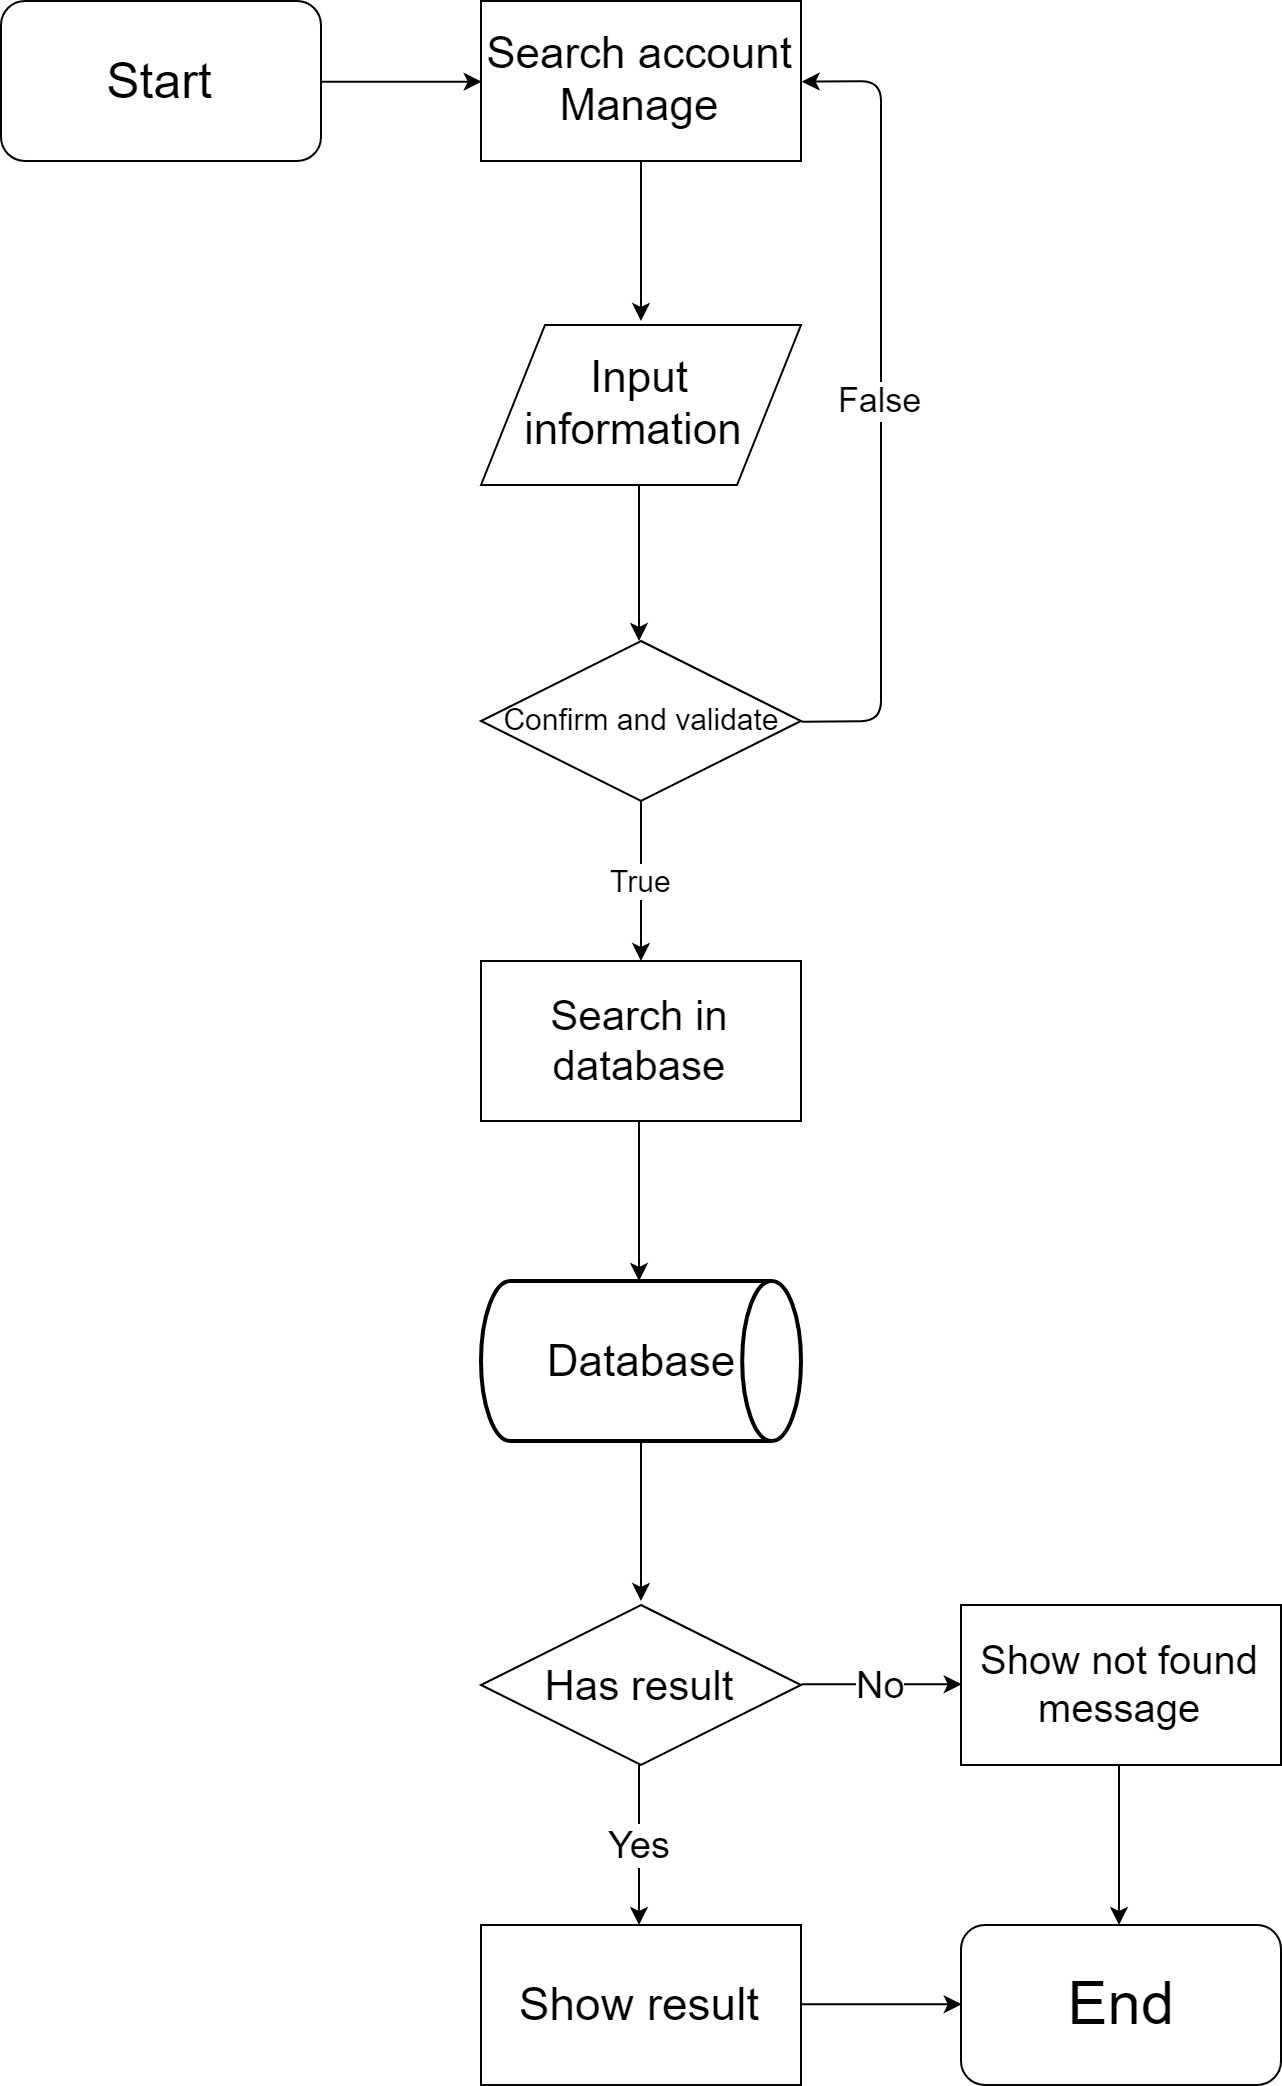 Start
Search account
Manage
Input
information
False
Confirm and validate
True
Search in
database
Database
Has result
No
Show not found
message
Yes
Show result
End